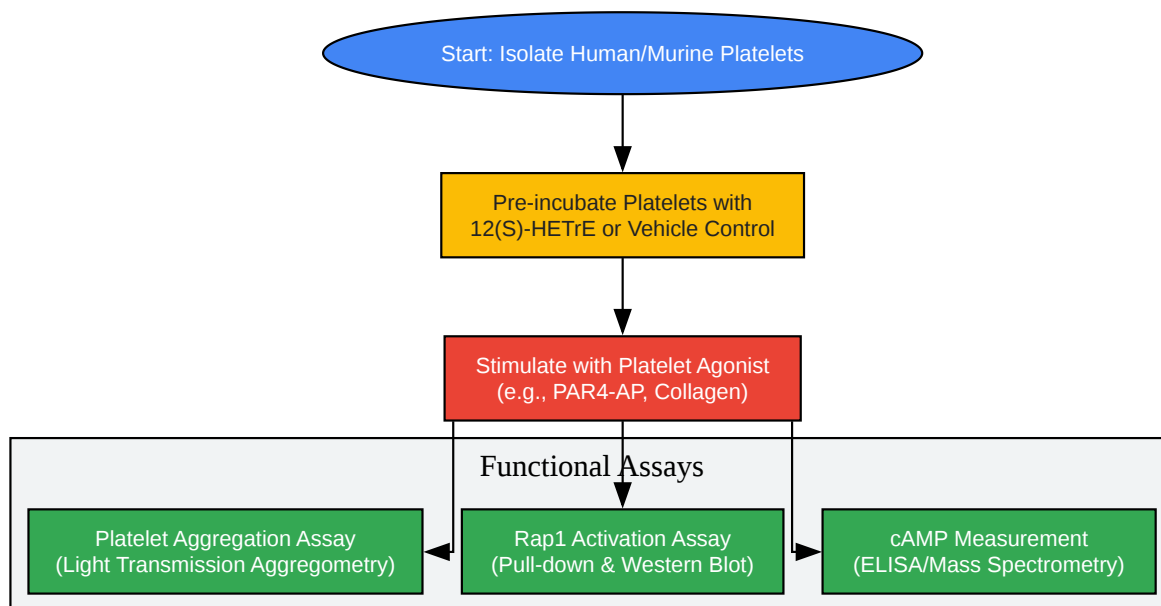 Start: Isolate Human/Murine Platelets
Pre-incubate Platelets with
12(S)-HETrE or Vehicle Control
Stimulate with Platelet Agonist
(e.g., PAR4-AP, Collagen)
Functional Assays
Platelet Aggregation Assay
(Light Transmission Aggregometry)
Rap1 Activation Assay
(Pull-down & Western Blot)
cAMP Measurement
(ELISA/Mass Spectrometry)